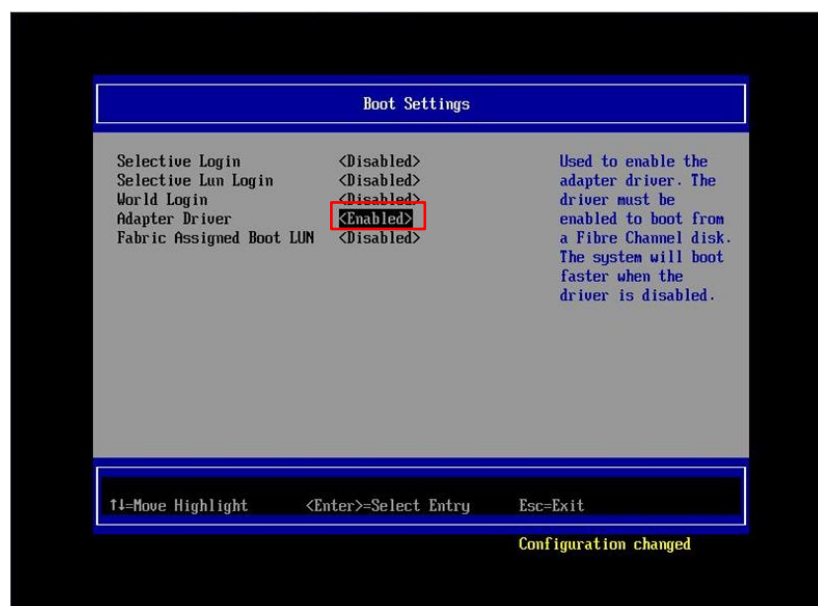 Boot Settings
Selective Login <Disabled>
Selective Lun Login <Disabled>
World Login <Disabled>
Adapter Driver <Enabled>
Fabric Assigned Boot LUN <Disabled>
Used to enable the
adapter driver. The
driver must be
enabled to boot from
a Fibre Channel disk.
The system will boot
faster when the
driver is disabled.
↑↓=Move Highlight <Enter>=Select Entry Esc=Exit
Configuration changed